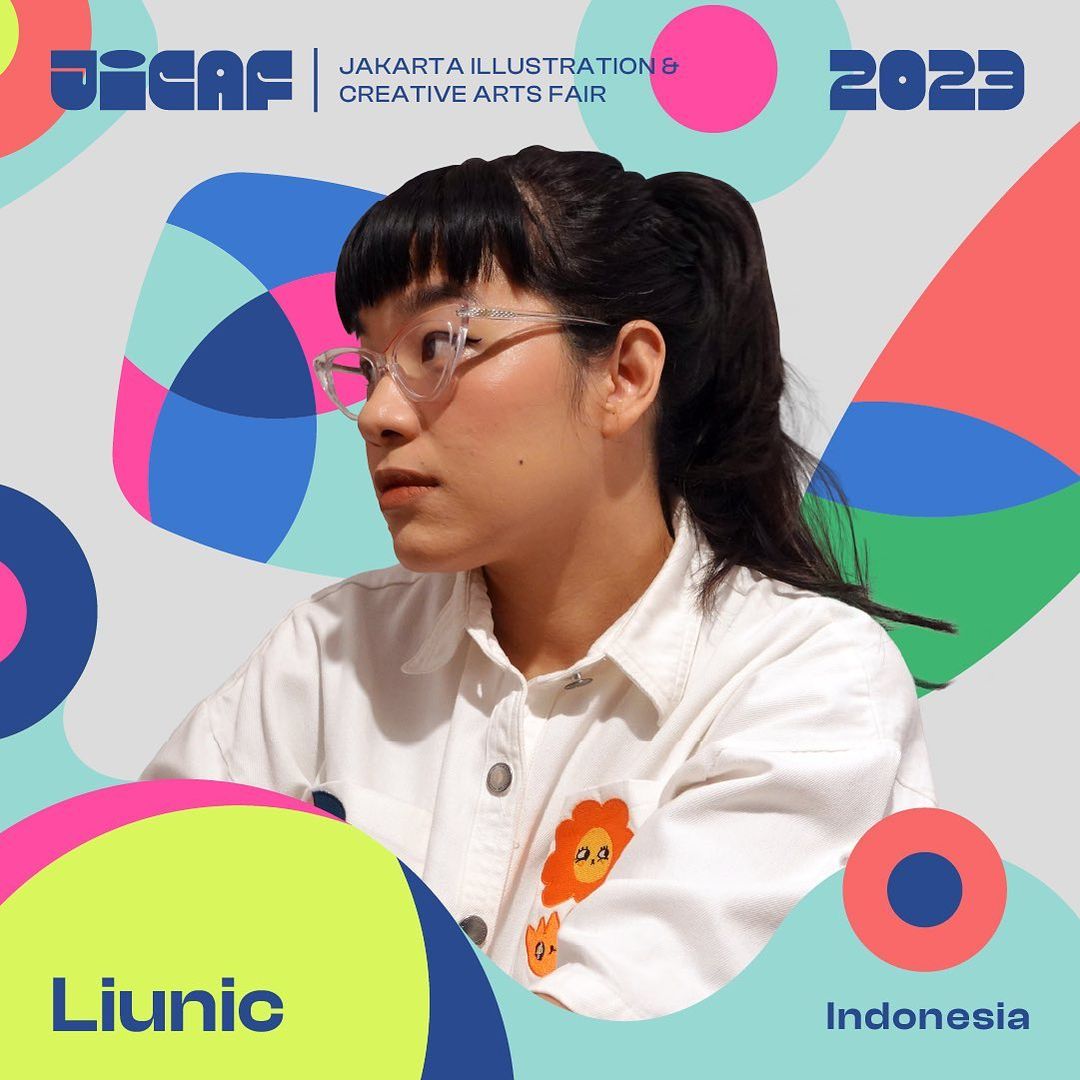 JICAF
JAKARTA ILLUSTRATION &
CREATIVE ARTS FAIR
2023
Liunic
Indonesia